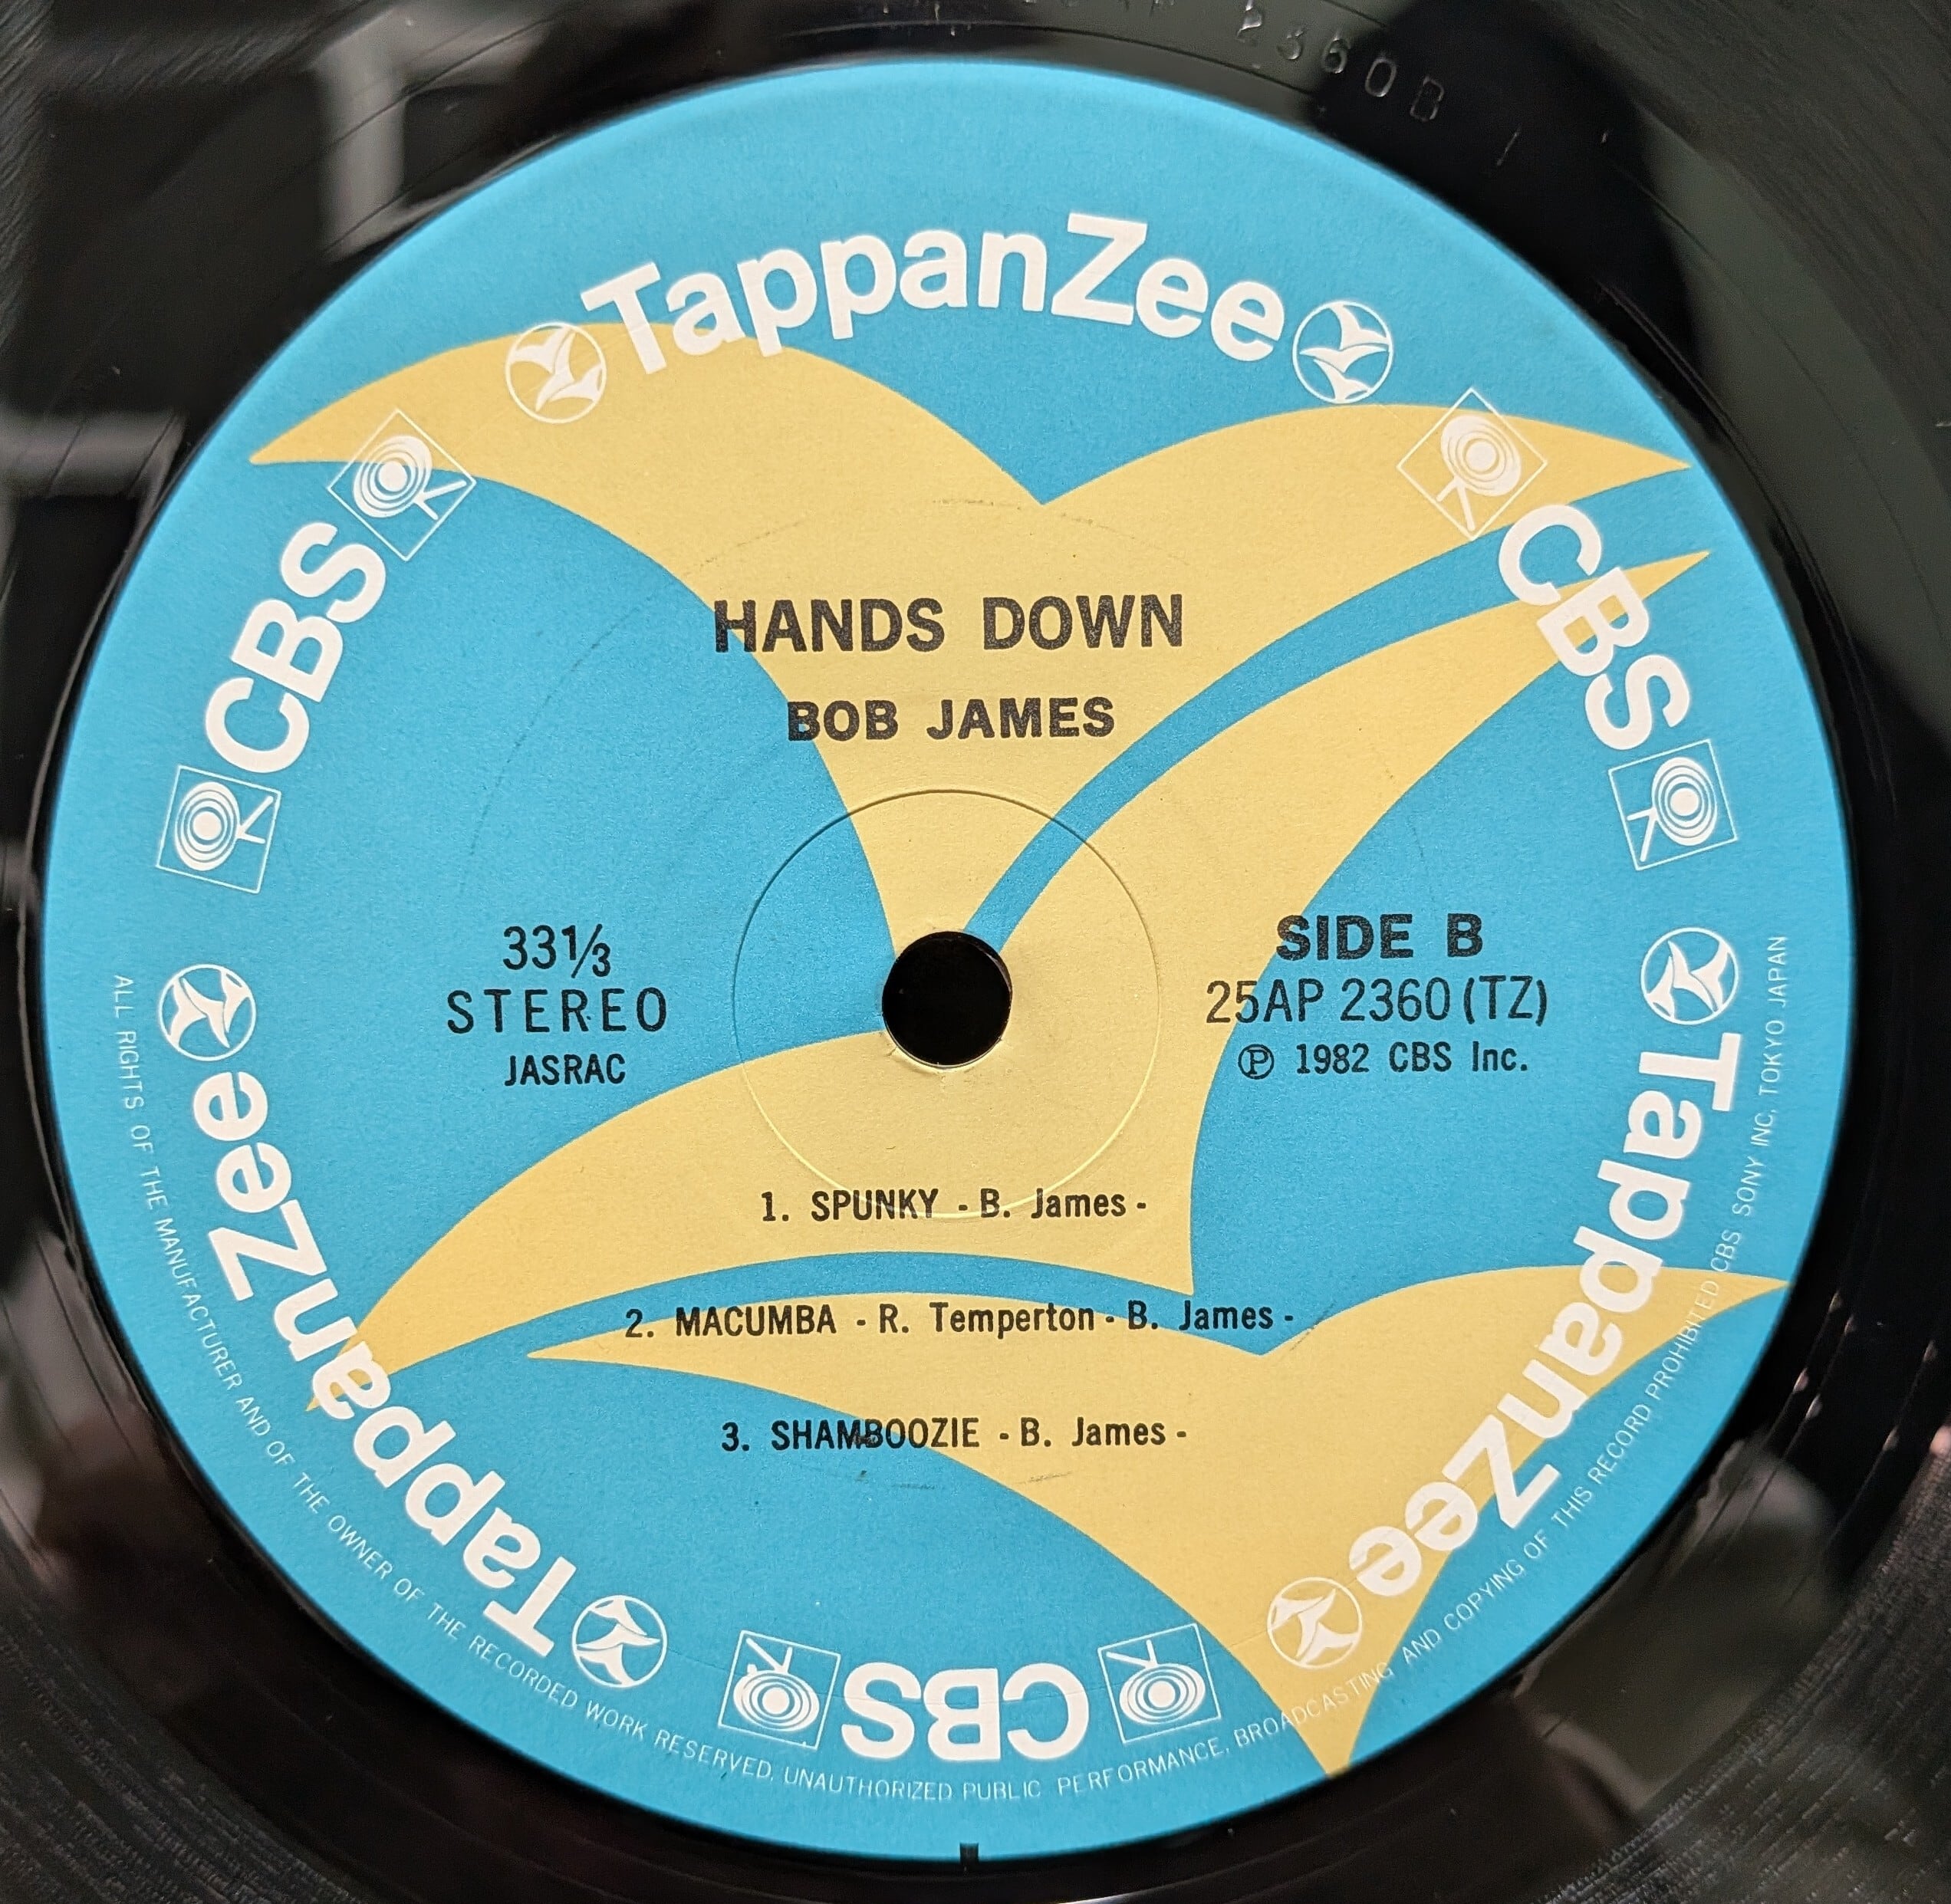 2360B 1
TappanZee
CBS
CBS
HANDS DOWN
BOB JAMES
33⅓
STEREO
JASRAC
SIDE B
25AP 2360 (TZ)
℗ 1982 CBS Inc.
1. SPUNKY - B. James -
2. MACUMBA - R. Temperton - B. James -
3. SHAMBOOZIE - B. James -
TappanZee
TappanZee
CBS
ALL RIGHTS OF THE MANUFACTURER AND OF THE OWNER OF THE RECORDED WORK RESERVED. UNAUTHORIZED PUBLIC PERFORMANCE, BROADCASTING AND COPYING OF THIS RECORD PROHIBITED CBS SONY INC. TOKYO JAPAN